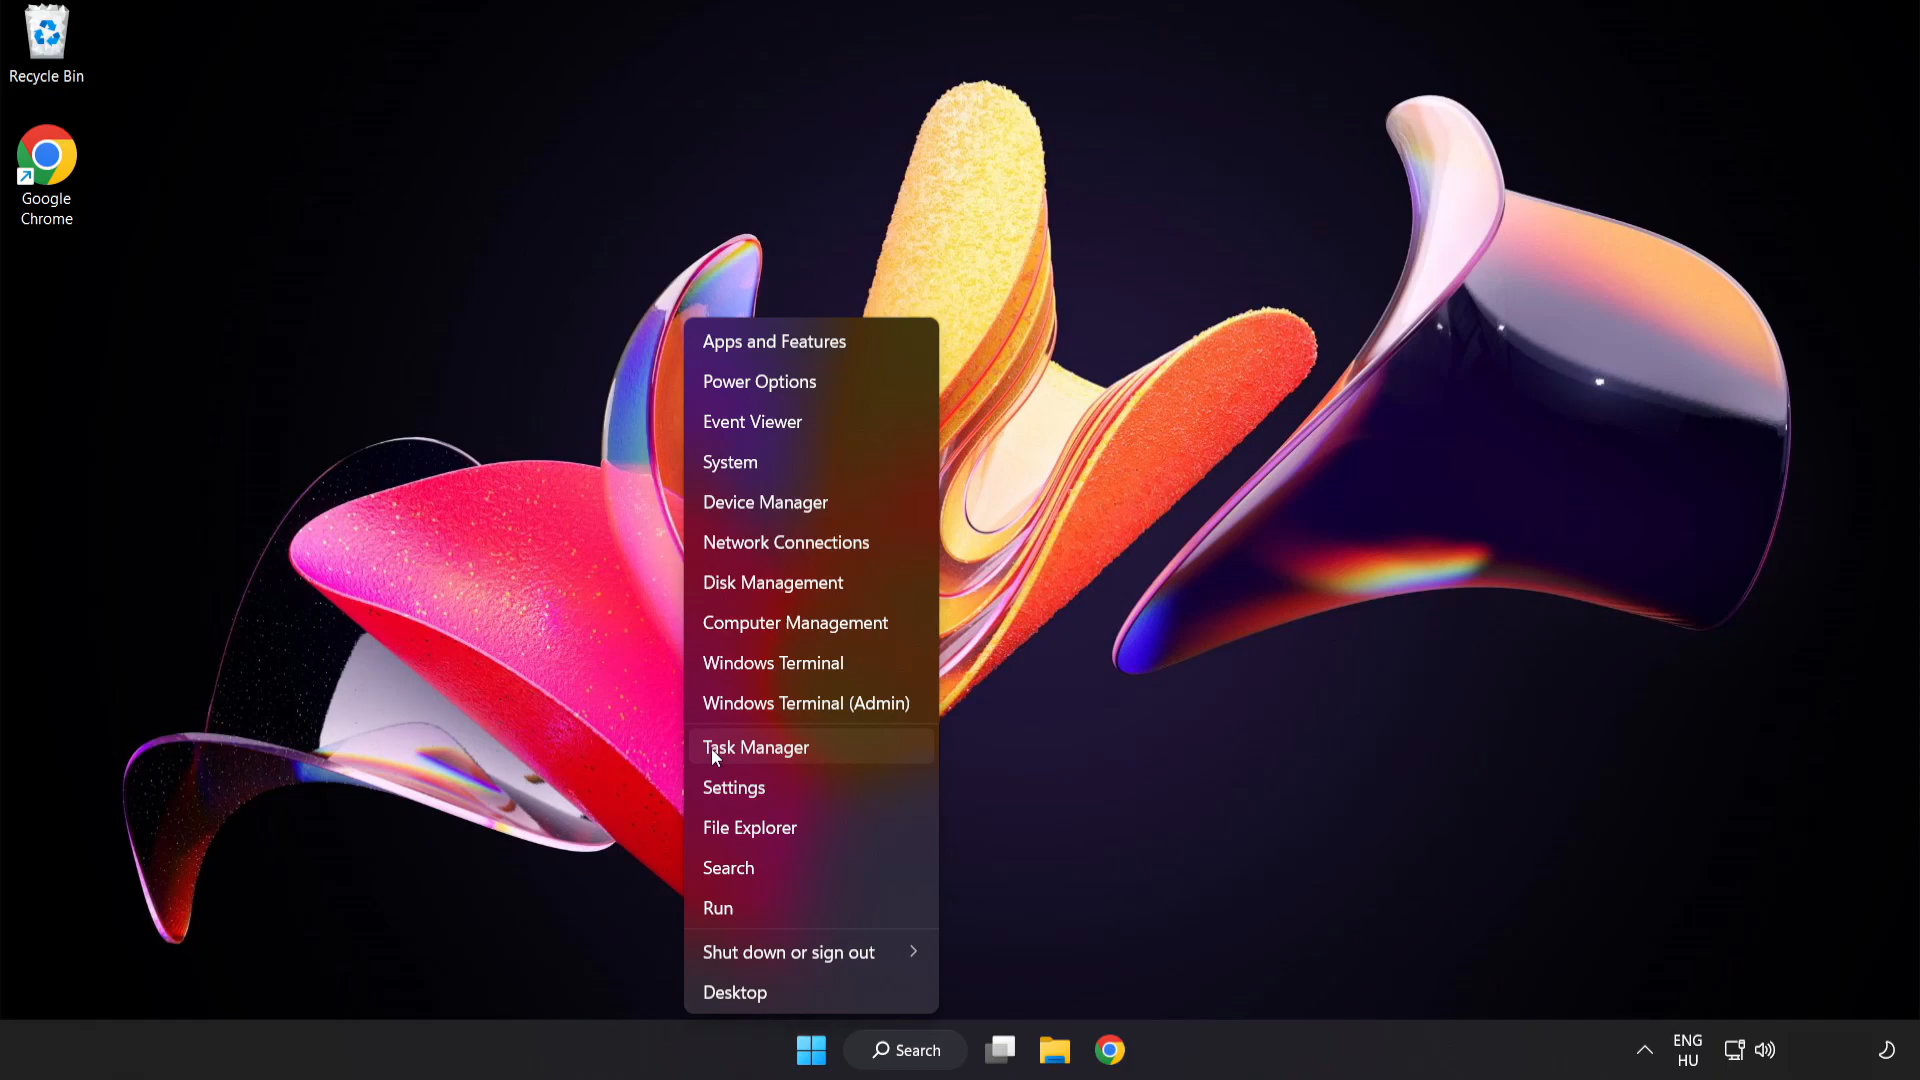 Recycle Bin
Google
Chrome
Apps and Features
Power Options
Event Viewer
System
Device Manager
Network Connections
Disk Management
Computer Management
Windows Terminal
Windows Terminal (Admin)
Task Manager
Settings
File Explorer
Search
Run
Shut down or sign out
Desktop
Search
ENG
HU